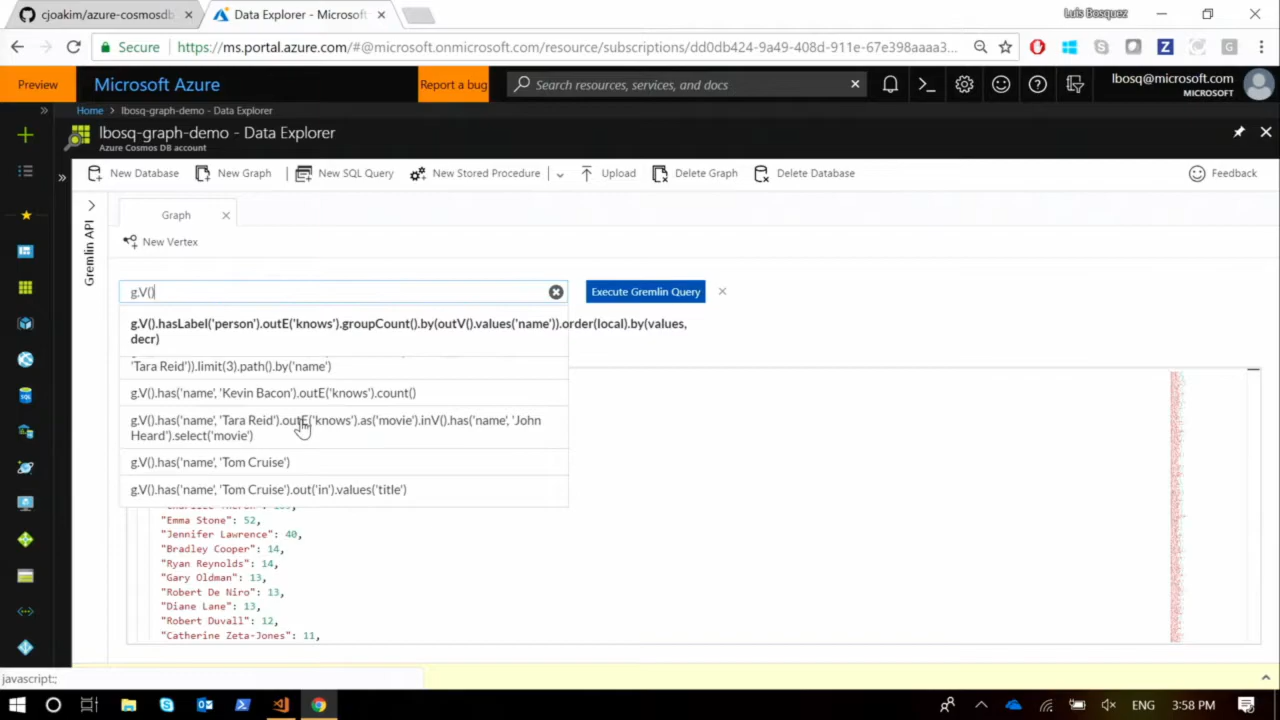 cjoakim/azure-cosmosdb
Data Explorer - Microsoft
Luis Bosquez
Secure
https://ms.portal.azure.com/#@microsoft.onmicrosoft.com/resource/subscriptions/dd0db424-9a49-408d-911e-67e398aaaa3...
Preview
Microsoft Azure
Report a bug
Search resources, services, and docs
lbosq@microsoft.com
MICROSOFT
Home > lbosq-graph-demo - Data Explorer
lbosq-graph-demo - Data Explorer
Azure Cosmos DB account
New Database
New Graph
New SQL Query
New Stored Procedure
Upload
Delete Graph
Delete Database
Feedback
Gremlin API
Graph
New Vertex
g.V()
Execute Gremlin Query
g.V().hasLabel('person').outE('knows').groupCount().by(outV().values('name')).order(local).by(values,
decr)
'Tara Reid')).limit(3).path().by('name')
g.V().has('name', 'Kevin Bacon').outE('knows').count()
g.V().has('name', 'Tara Reid').outE('knows').as('movie').inV().has('name', 'John
Heard').select('movie')
g.V().has('name', 'Tom Cruise')
g.V().has('name', 'Tom Cruise').out('in').values('title')
"Emma Stone": 52,
"Jennifer Lawrence": 40,
"Bradley Cooper": 14,
"Ryan Reynolds": 14,
"Gary Oldman": 13,
"Robert De Niro": 13,
"Diane Lane": 13,
"Robert Duvall": 12,
"Catherine Zeta-Jones": 11,
javascript:;
ENG
3:58 PM